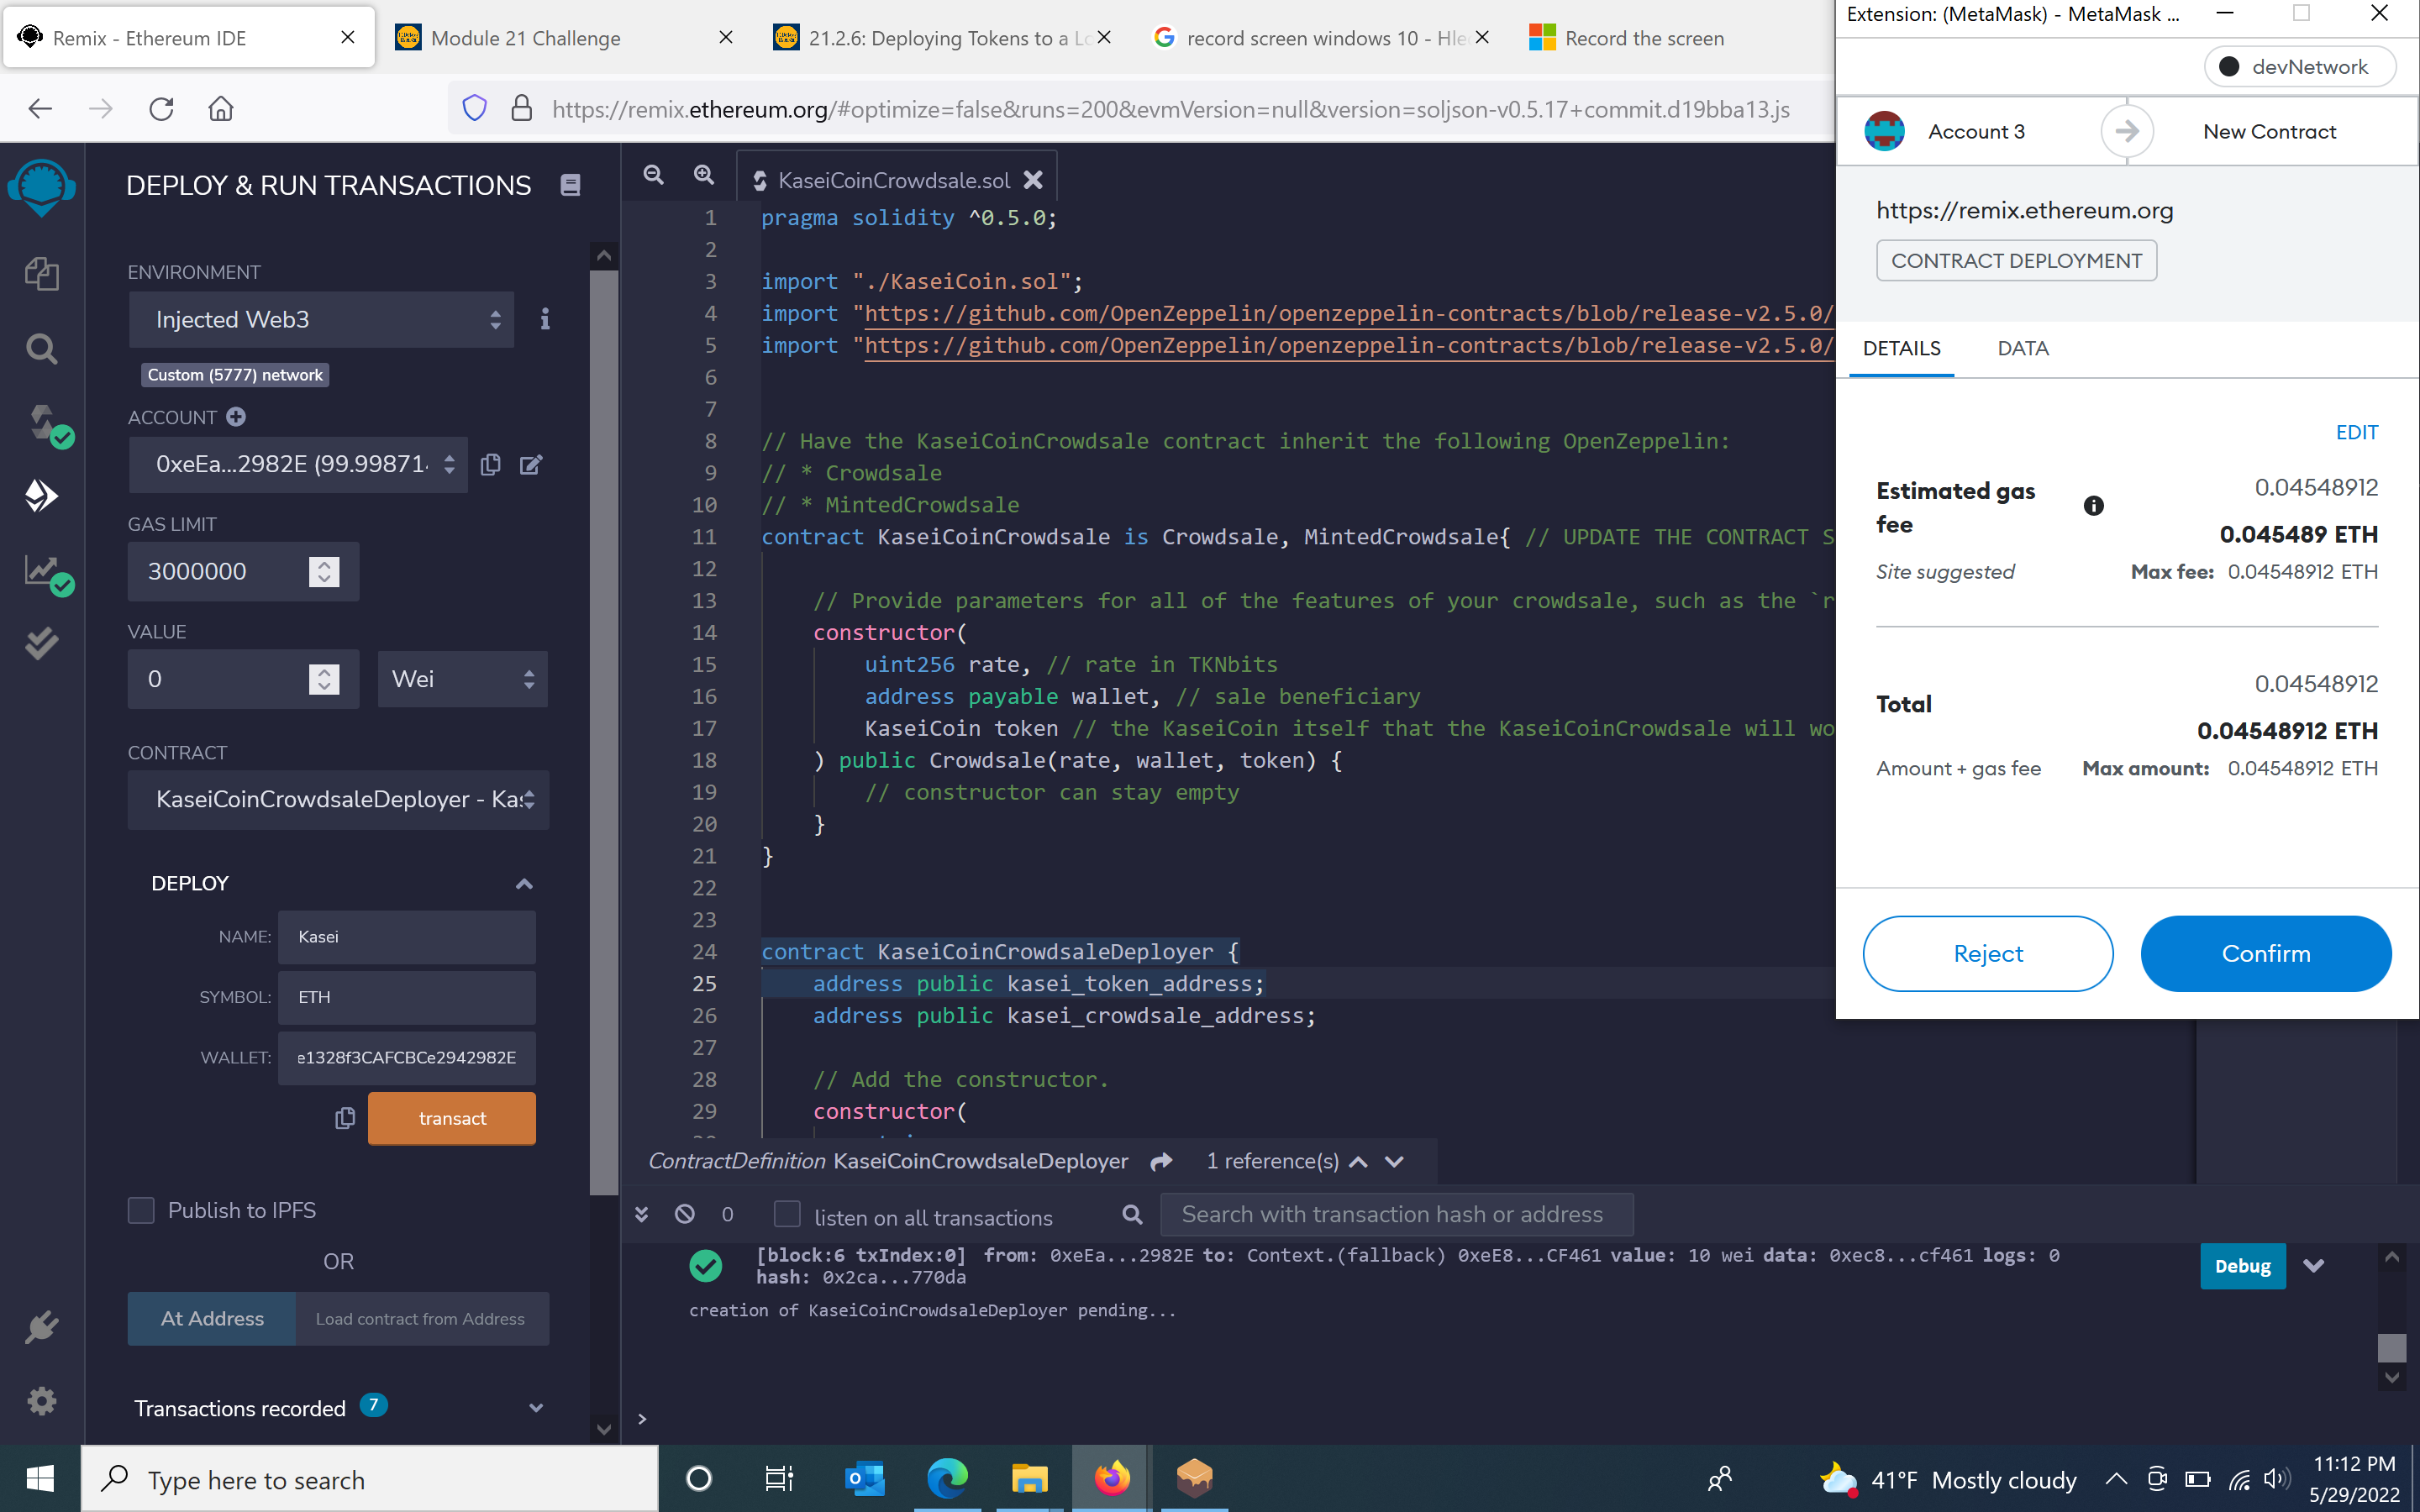 Remix - Ethereum IDE
Module 21 Challenge
21.2.6: Deploying Tokens to a Lo
record screen windows 10 - Hle
Record the screen
https://remix.ethereum.org/#optimize=false&runs=200&evmVersion=null&version=soljson-v0.5.17+commit.d19bba13.js
DEPLOY & RUN TRANSACTIONS
ENVIRONMENT
Injected Web3
Custom (5777) network
ACCOUNT
0xeEa...2982E (99.99871
GAS LIMIT
3000000
VALUE
0
Wei
CONTRACT
KaseiCoinCrowdsaleDeployer - Kas
DEPLOY
NAME: Kasei
SYMBOL: ETH
WALLET: e1328f3CAFCBCe2942982E
transact
Publish to IPFS
OR
At Address
Load contract from Address
Transactions recorded 7
KaseiCoinCrowdsale.sol
1 pragma solidity ^0.5.0;
2
3 import "./KaseiCoin.sol";
4 import "https://github.com/OpenZeppelin/openzeppelin-contracts/blob/release-v2.5.0/
5 import "https://github.com/OpenZeppelin/openzeppelin-contracts/blob/release-v2.5.0/
6
7
8 // Have the KaseiCoinCrowdsale contract inherit the following OpenZeppelin:
9 // * Crowdsale
10 // * MintedCrowdsale
11 contract KaseiCoinCrowdsale is Crowdsale, MintedCrowdsale{ // UPDATE THE CONTRACT S
12
13 // Provide parameters for all of the features of your crowdsale, such as the `r
14 constructor(
15 uint256 rate, // rate in TKNbits
16 address payable wallet, // sale beneficiary
17 KaseiCoin token // the KaseiCoin itself that the KaseiCoinCrowdsale will wo
18 ) public Crowdsale(rate, wallet, token) {
19 // constructor can stay empty
20 }
21 }
22
23
24 contract KaseiCoinCrowdsaleDeployer {
25 address public kasei_token_address;
26 address public kasei_crowdsale_address;
27
28 // Add the constructor.
29 constructor(
ContractDefinition KaseiCoinCrowdsaleDeployer
1 reference(s)
0
listen on all transactions
Search with transaction hash or address
[block:6 txIndex:0] from: 0xeEa...2982E to: Context.(fallback) 0xeE8...CF461 value: 10 wei data: 0xec8...cf461 logs: 0
hash: 0x2ca...770da
Debug
creation of KaseiCoinCrowdsaleDeployer pending...
>
Extension: (MetaMask) - MetaMask ...
devNetwork
Account 3
New Contract
https://remix.ethereum.org
CONTRACT DEPLOYMENT
DETAILS
DATA
EDIT
Estimated gas
fee
0.04548912
0.045489 ETH
Site suggested
Max fee: 0.04548912 ETH
0.04548912
Total
0.04548912 ETH
Amount + gas fee
Max amount: 0.04548912 ETH
Reject
Confirm
Type here to search
41°F Mostly cloudy
11:12 PM
5/29/2022